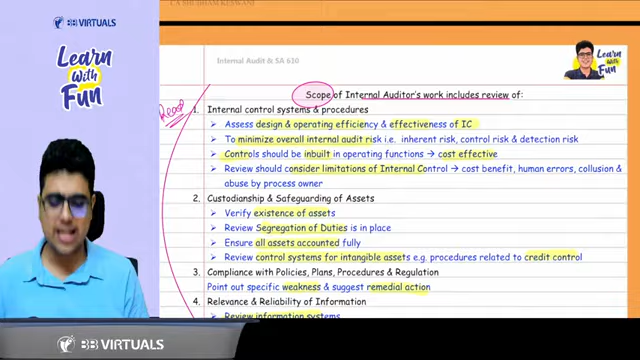 CA SHUBHAM KESWANI
BB VIRTUALS
Learn
With
Fun
Internal Audit & SA 610
Learn
With
Fun
Scope of Internal Auditor's work includes review of:
Read
1. Internal control systems & procedures
➢ Assess design & operating efficiency & effectiveness of IC
➢ To minimize overall internal audit risk i.e. inherent risk, control risk & detection risk
➢ Controls should be inbuilt in operating functions → cost effective
➢ Review should consider limitations of Internal Control → cost benefit, human errors, collusion &
abuse by process owner
2. Custodianship & Safeguarding of Assets
➢ Verify existence of assets
➢ Review Segregation of Duties is in place
➢ Ensure all assets accounted fully
➢ Review control systems for intangible assets e.g. procedures related to credit control
3. Compliance with Policies, Plans, Procedures & Regulation
Point out specific weakness & suggest remedial action
4. Relevance & Reliability of Information
➢ Review information systems
BB VIRTUALS